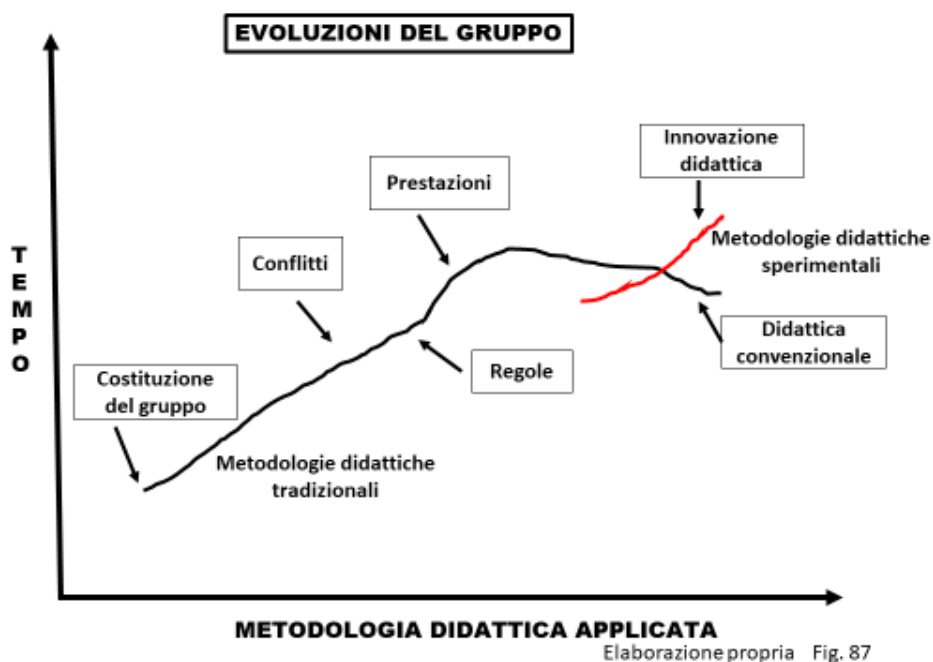 EVOLUZIONI DEL GRUPPO
Innovazione
didattica
Prestazioni
Metodologie didattiche
sperimentali
Conflitti
TEMPO
Didattica
convenzionale
Regole
Costituzione
del gruppo
Metodologie didattiche
tradizionali
METODOLOGIA DIDATTICA APPLICATA
Elaborazione propria Fig. 87